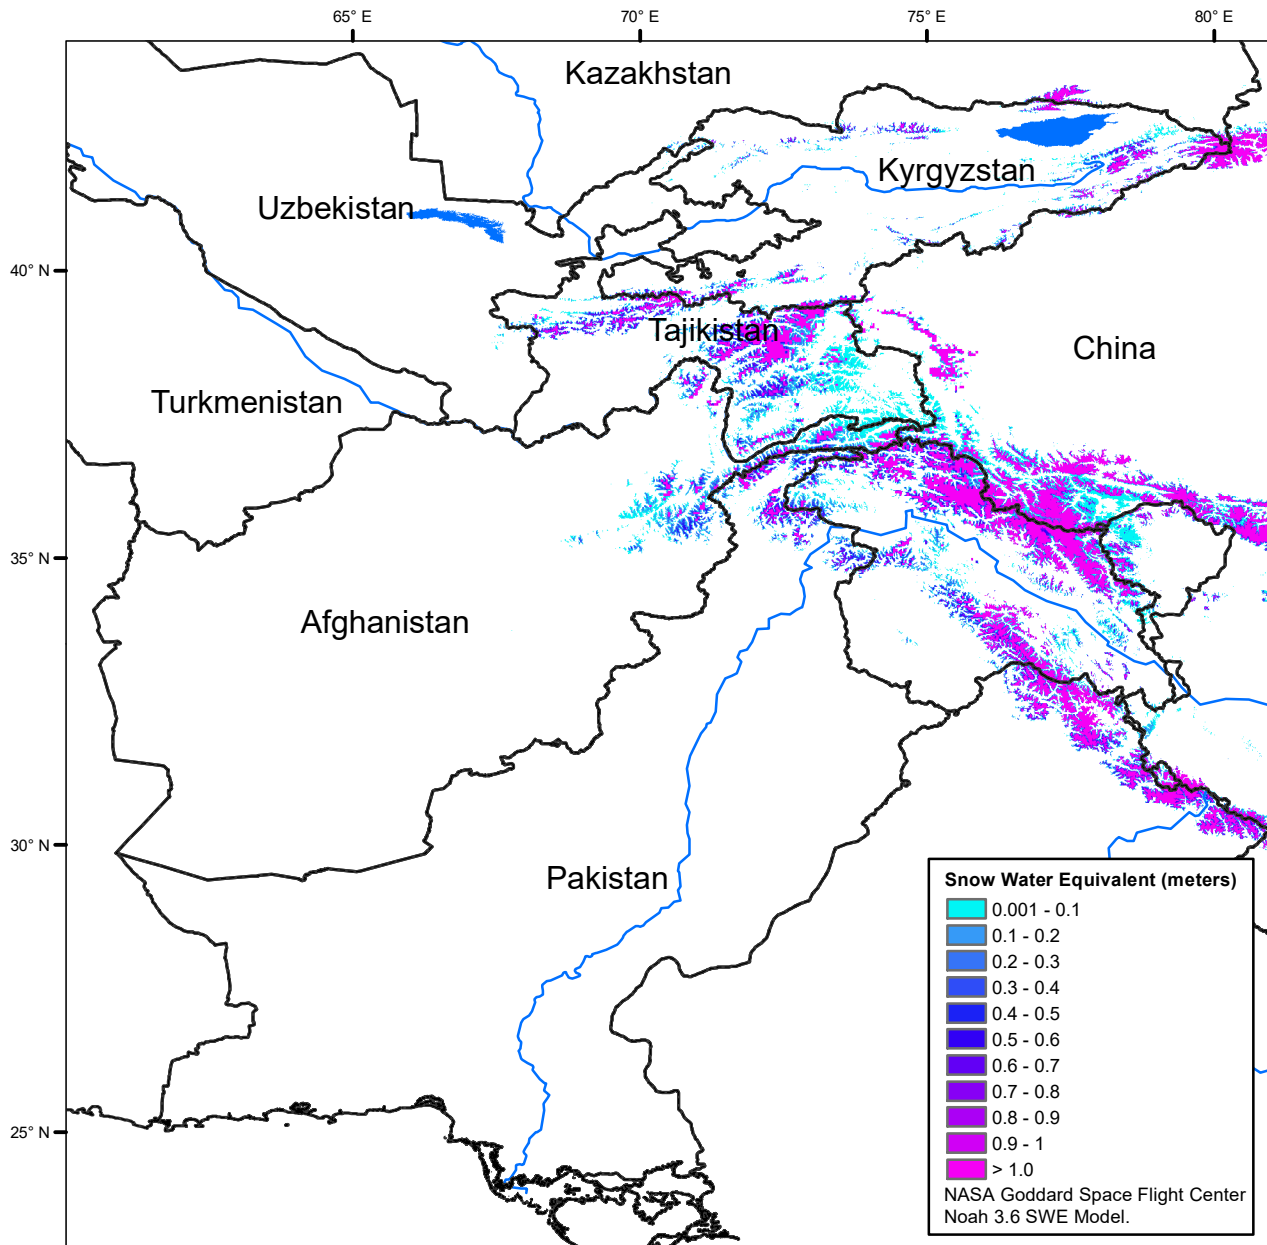 65° E
70° E
75° E
80° E
Kazakhstan
Kyrgyzstan
Uzbekistan
40° N
Tajikistan
China
Turkmenistan
35° N
Afghanistan
30° N
Pakistan
25° N
Snow Water Equivalent (meters)
0.001 - 0.1
0.1 - 0.2
0.2 - 0.3
0.3 - 0.4
0.4 - 0.5
0.5 - 0.6
0.6 - 0.7
0.7 - 0.8
0.8 - 0.9
0.9 - 1
> 1.0
NASA Goddard Space Flight Center
Noah 3.6 SWE Model.